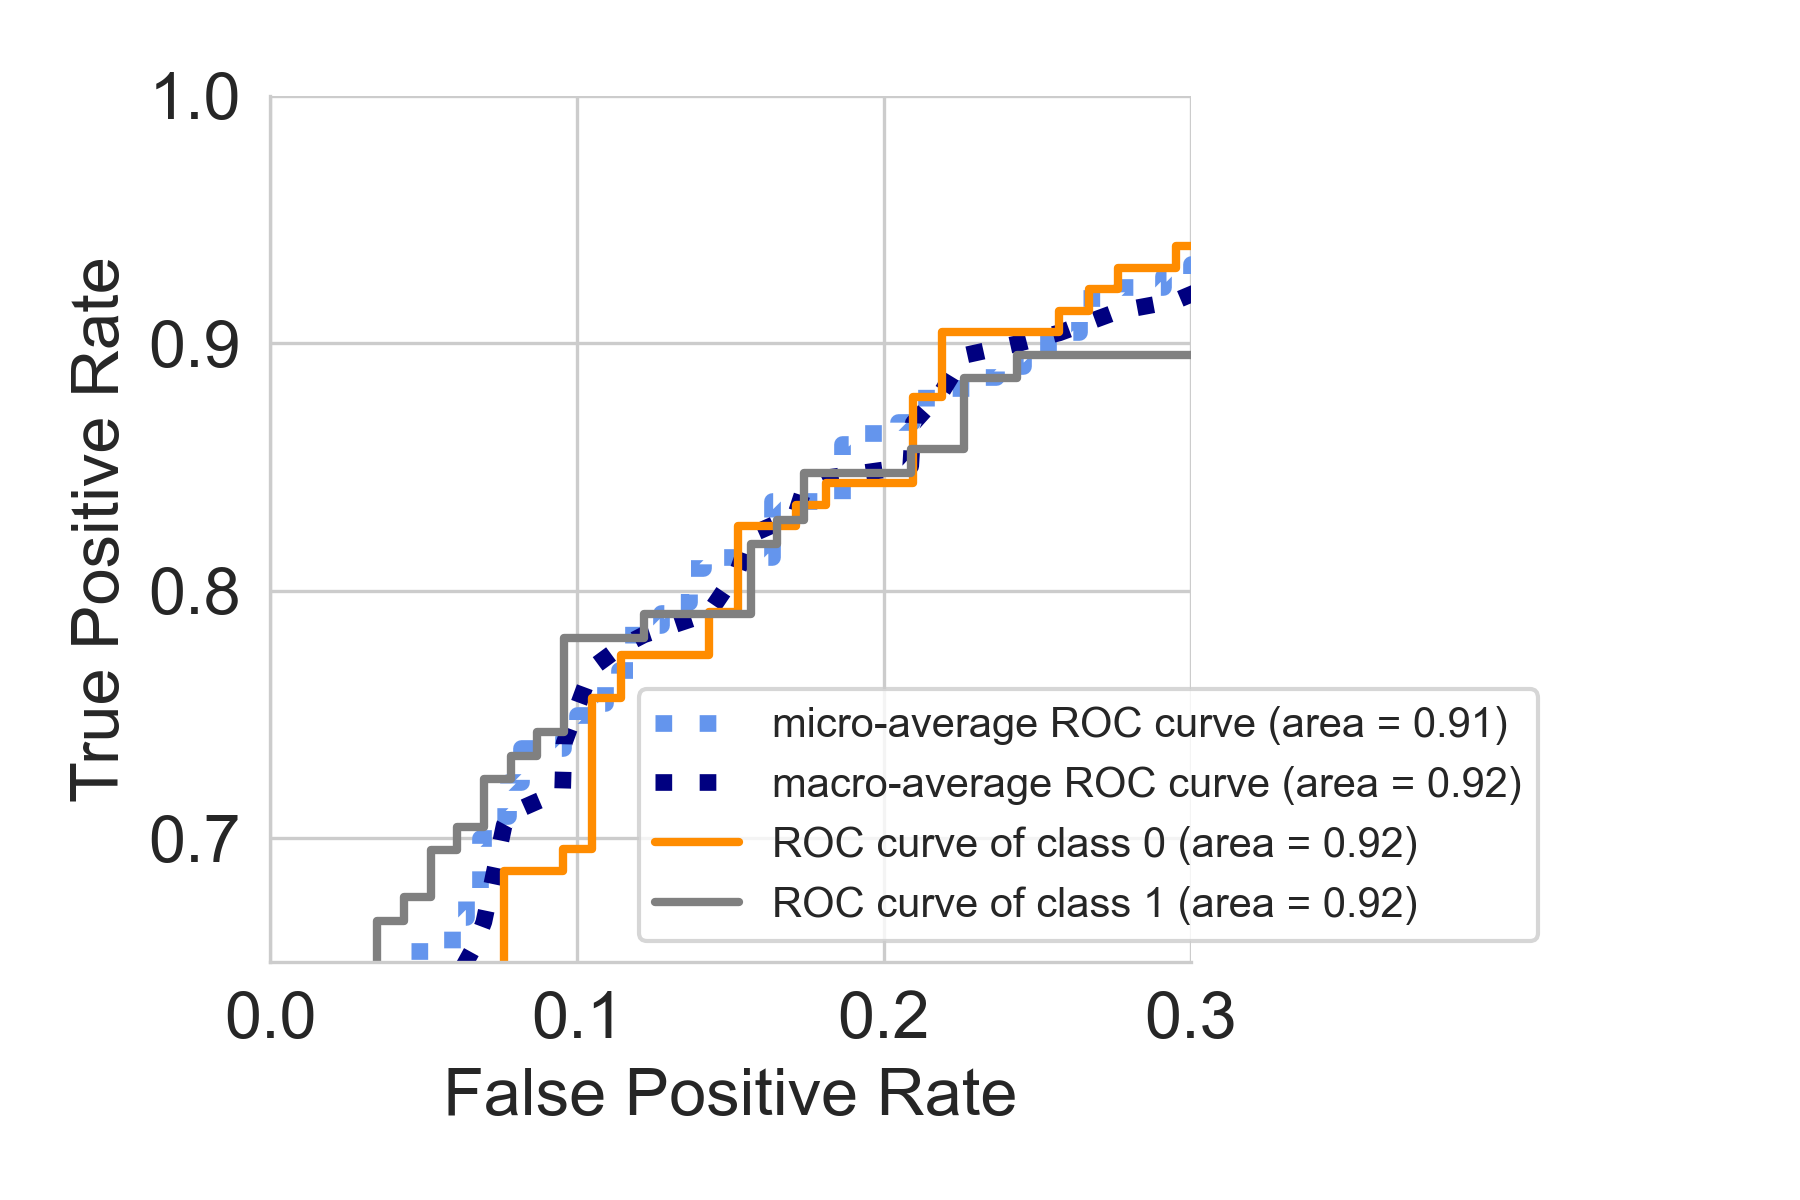 True Positive Rate
1.0
0.9
0.8
0.7
micro-average ROC curve (area = 0.91)
macro-average ROC curve (area = 0.92)
ROC curve of class 0 (area = 0.92)
ROC curve of class 1 (area = 0.92)
0.0 0.1 0.2 0.3
False Positive Rate